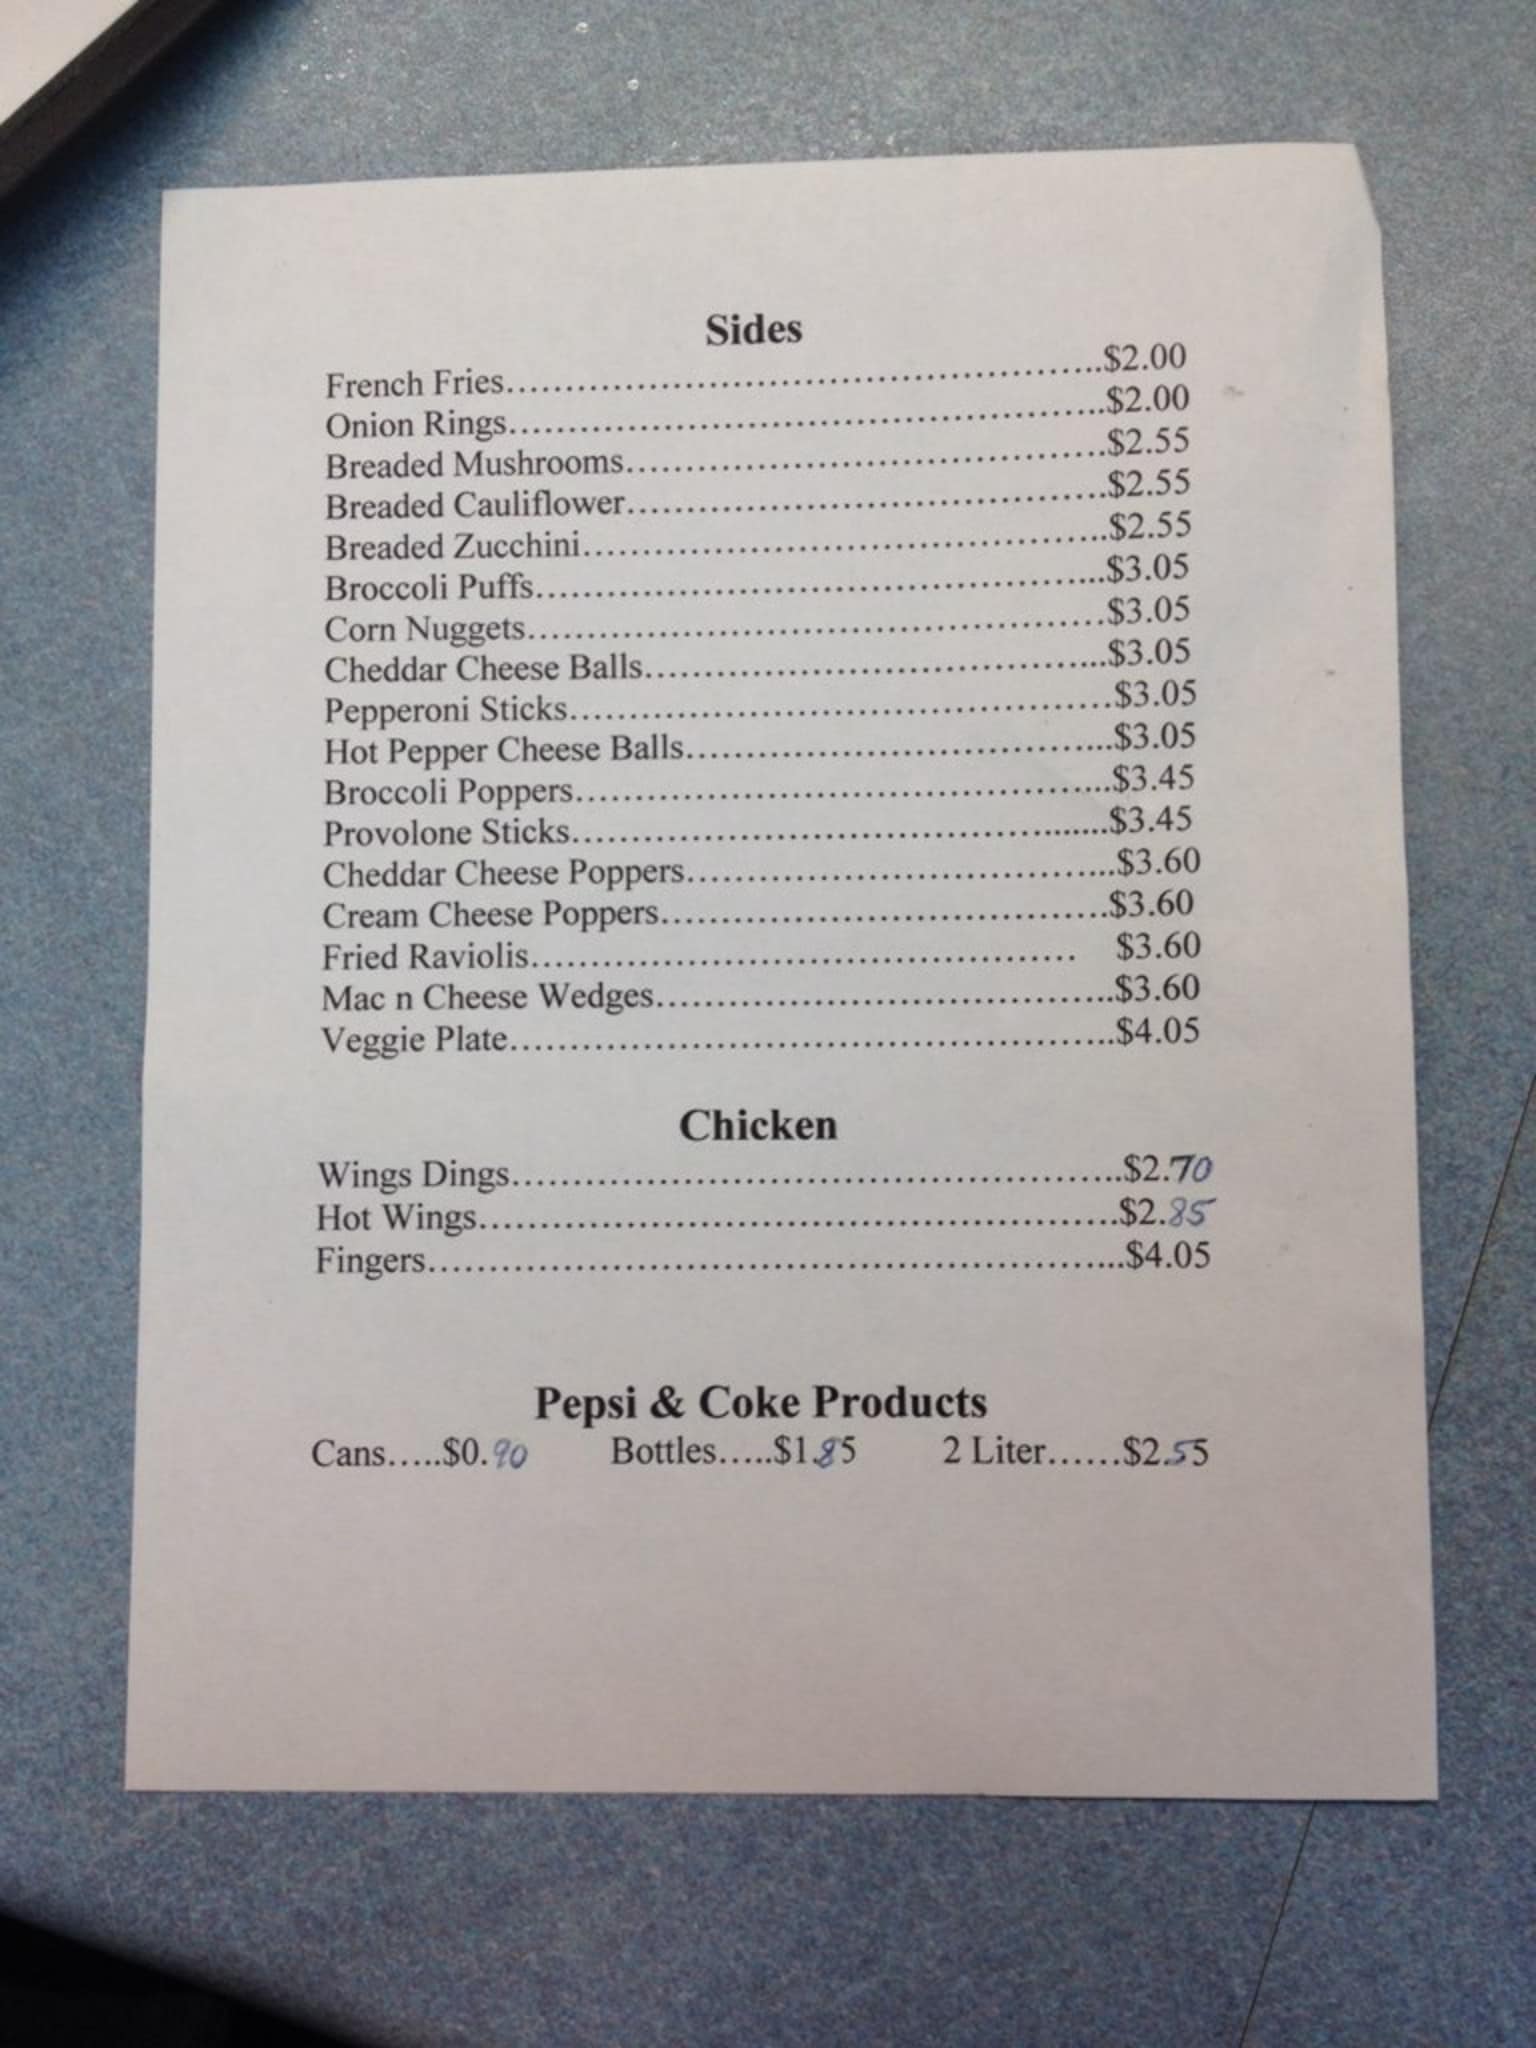 Sides
French Fries..........................................................$2.00
Onion Rings..........................................................$2.00
Breaded Mushrooms..............................................$2.55
Breaded Cauliflower..............................................$2.55
Breaded Zucchini..................................................$2.55
Broccoli Puffs.......................................................$3.05
Corn Nuggets........................................................$3.05
Cheddar Cheese Balls............................................$3.05
Pepperoni Sticks....................................................$3.05
Hot Pepper Cheese Balls........................................$3.05
Broccoli Poppers...................................................$3.45
Provolone Sticks...................................................$3.45
Cheddar Cheese Poppers........................................$3.60
Cream Cheese Poppers..........................................$3.60
Fried Raviolis.................................................... $3.60
Mac n Cheese Wedges...........................................$3.60
Veggie Plate..........................................................$4.05
Chicken
Wings Dings..........................................................$2.70
Hot Wings.............................................................$2.85
Fingers..................................................................$4.05
Pepsi & Coke Products
Cans.....$0.90 Bottles.....$1.85 2 Liter......$2.55